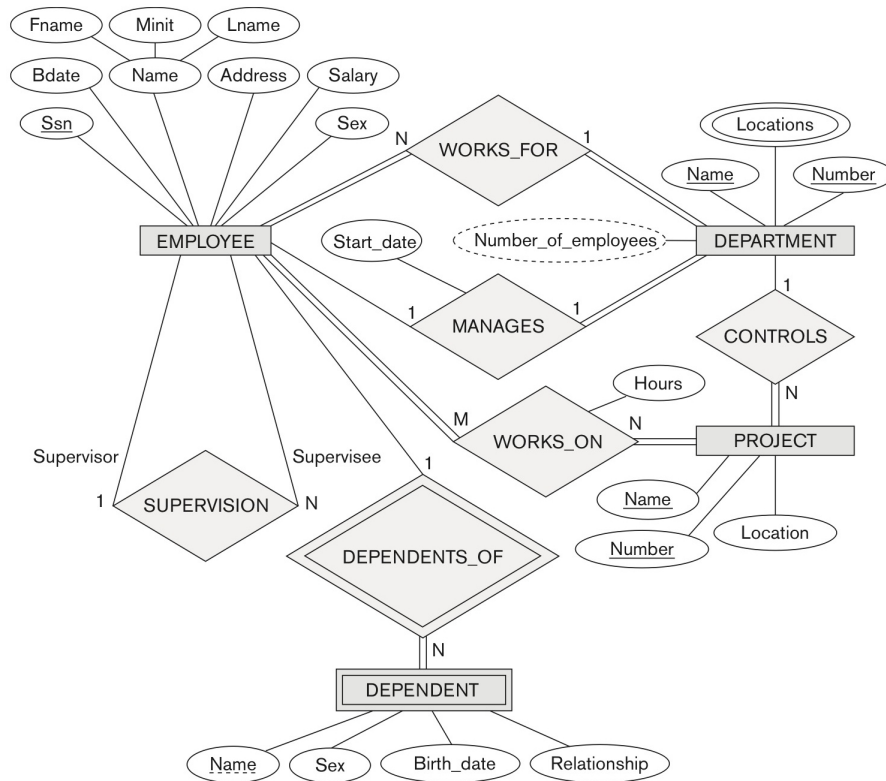 Fname
Minit
Lname
Bdate
Name
Address
Salary
Ssn
Sex
N
WORKS_FOR
1
Locations
Name
Number
EMPLOYEE
Start_date
Number_of_employees
DEPARTMENT
1
MANAGES
1
1
CONTROLS
N
Hours
M
WORKS_ON
N
PROJECT
Supervisor
Supervisee
1
SUPERVISION
N
1
Name
Number
Location
DEPENDENTS_OF
N
DEPENDENT
Name
Sex
Birth_date
Relationship